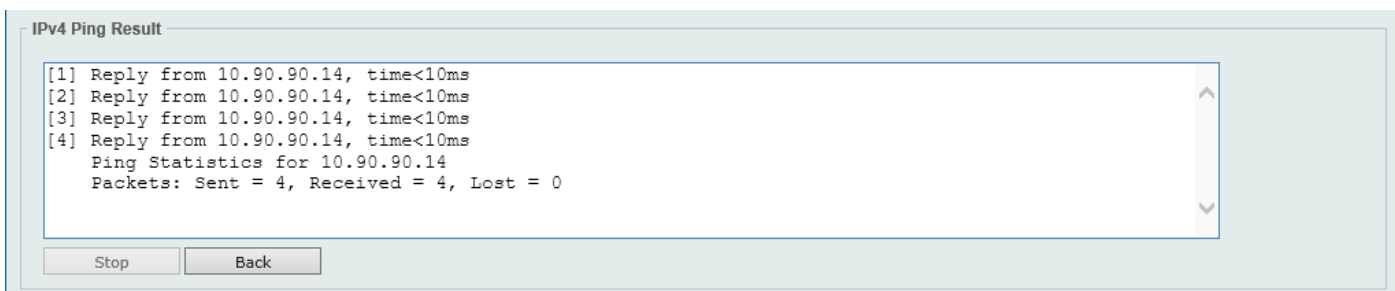 IPv4 Ping Result
[1] Reply from 10.90.90.14, time<10ms
[2] Reply from 10.90.90.14, time<10ms
[3] Reply from 10.90.90.14, time<10ms
[4] Reply from 10.90.90.14, time<10ms
Ping Statistics for 10.90.90.14
Packets: Sent = 4, Received = 4, Lost = 0
Stop Back